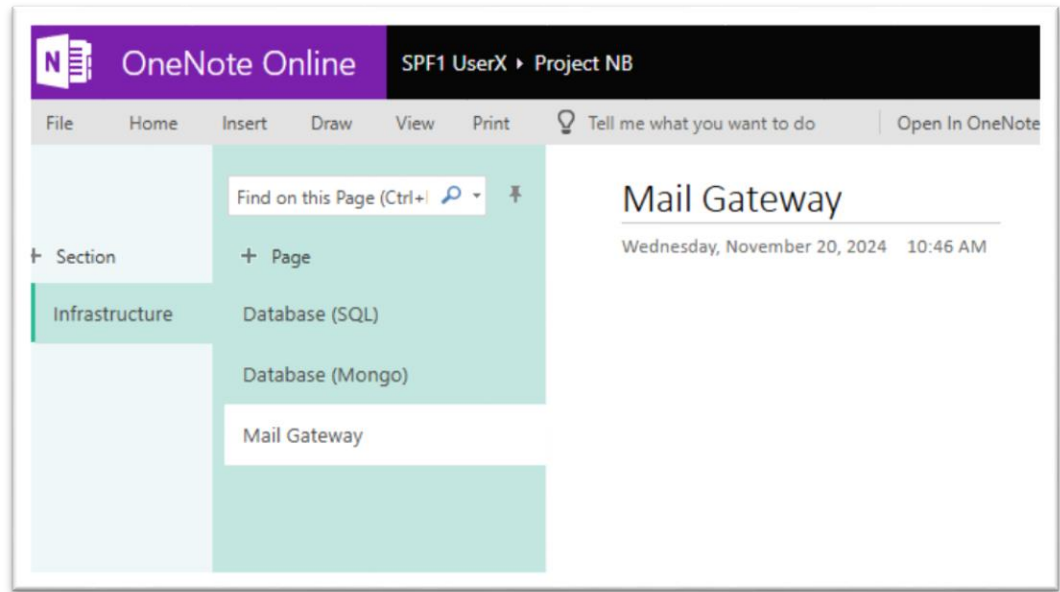 N OneNote Online SPF1 UserX ▸ Project NB
File Home Insert Draw View Print Tell me what you want to do Open In OneNote
Find on this Page (Ctrl+
+ Section
Infrastructure
+ Page
Database (SQL)
Database (Mongo)
Mail Gateway
Mail Gateway
Wednesday, November 20, 2024 10:46 AM